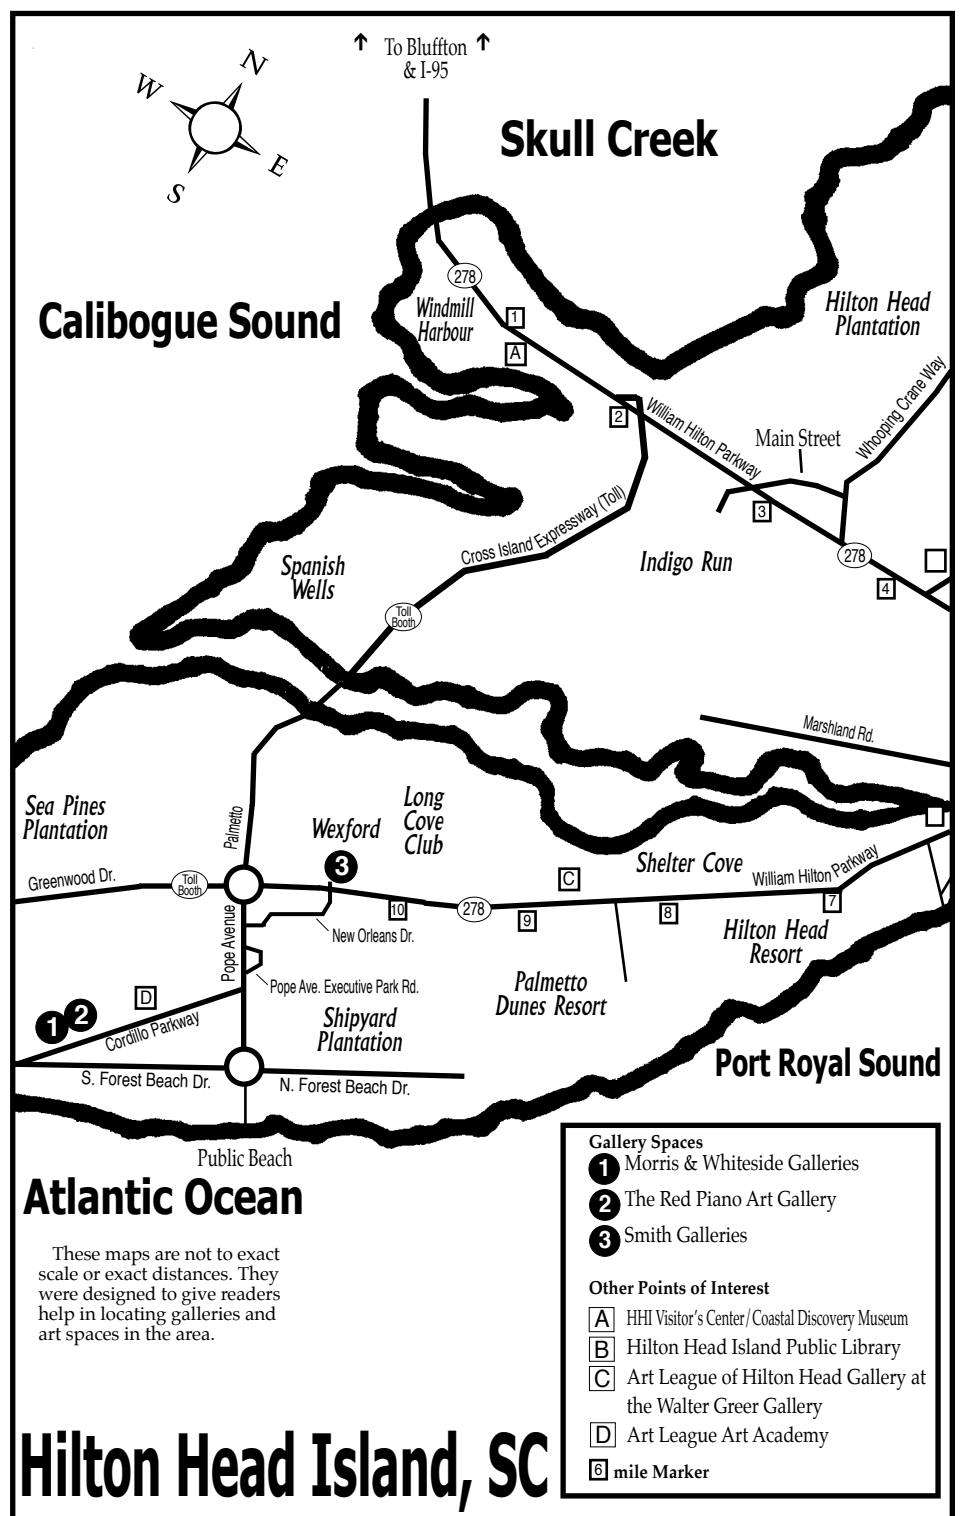 To Bluffton
& I-95
N
W
E
S
Skull Creek
Calibogue Sound
278
Windmill
Harbour
1
A
Hilton Head
Plantation
2
William Hilton Parkway
Main Street
Whooping Crane Way
3
Cross Island Expressway (Toll)
Indigo Run
278
4
Spanish
Wells
Toll
Booth
Marshland Rd.
Sea Pines
Plantation
Palmetto
Wexford
Long
Cove
Club
3
Shelter Cove
William Hilton Parkway
Greenwood Dr.
Toll
Booth
C
10
278
9
8
7
Pope Avenue
New Orleans Dr.
Hilton Head
Resort
Pope Ave. Executive Park Rd.
Palmetto
Dunes Resort
D
1
2
Cordillo Parkway
Shipyard
Plantation
Port Royal Sound
S. Forest Beach Dr.
N. Forest Beach Dr.
Public Beach
Atlantic Ocean
These maps are not to exact
scale or exact distances. They
were designed to give readers
help in locating galleries and
art spaces in the area.
Gallery Spaces
1 Morris & Whiteside Galleries
2 The Red Piano Art Gallery
3 Smith Galleries
Other Points of Interest
A HHI Visitor's Center/Coastal Discovery Museum
B Hilton Head Island Public Library
C Art League of Hilton Head Gallery at
the Walter Greer Gallery
D Art League Art Academy
6 mile Marker
Hilton Head Island, SC